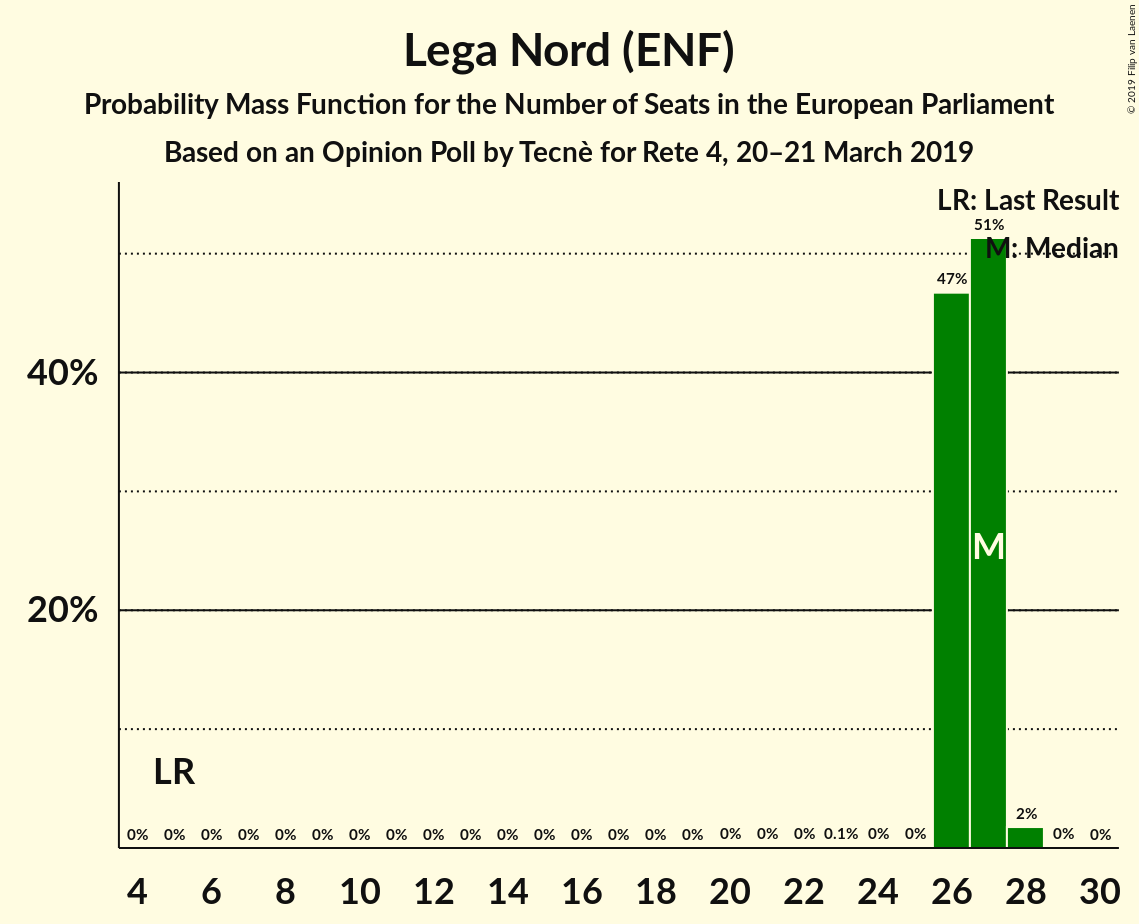 Lega Nord (ENF)
Probability Mass Function for the Number of Seats in the European Parliament
Based on an Opinion Poll by Tecnè for Rete 4, 20–21 March 2019
© 2019 Filip van Laenen
LR: Last Result
M: Median
51%
47%
40%
M
20%
LR
2%
0% 0% 0% 0% 0% 0% 0% 0% 0% 0% 0% 0% 0% 0% 0% 0% 0% 0% 0% 0.1% 0% 0% 0% 0%
4 6 8 10 12 14 16 18 20 22 24 26 28 30